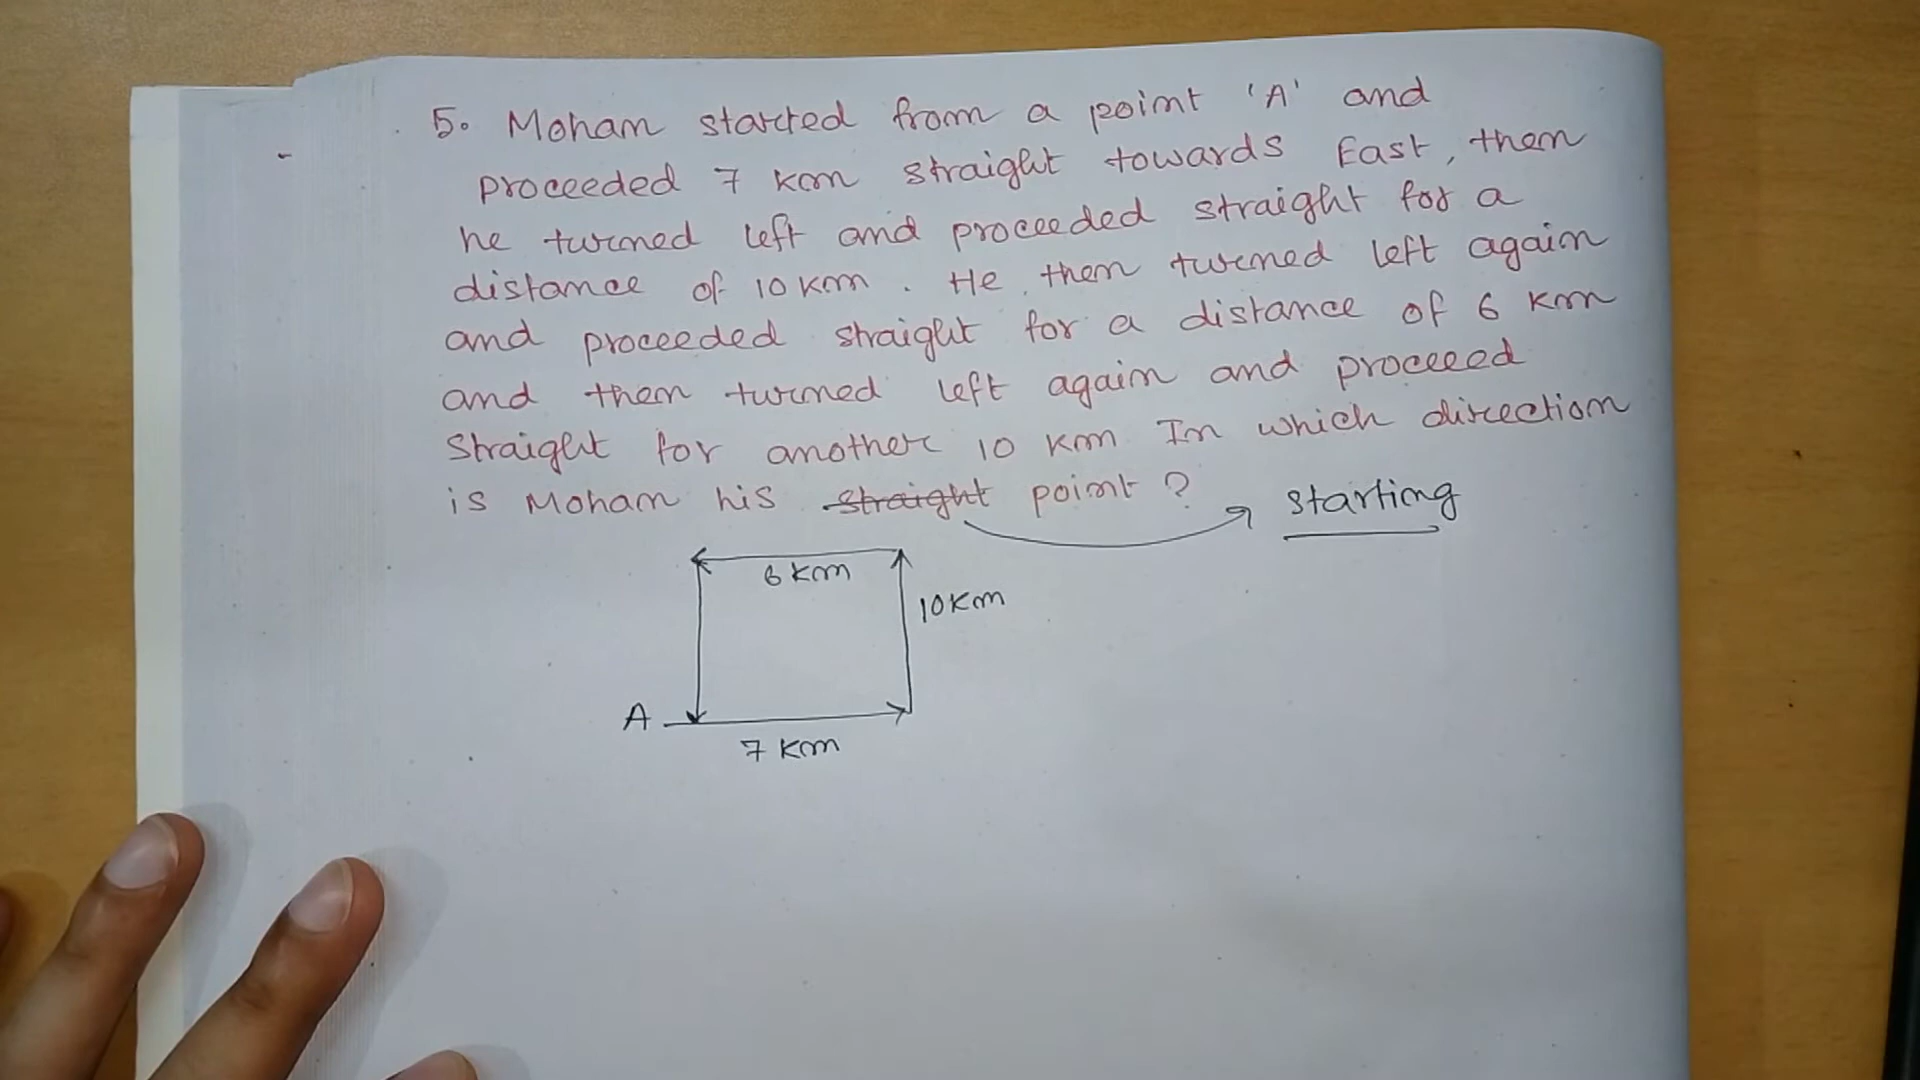 5. Mohan started from a point 'A' and
proceeded 7 km straight towards East, then
he turned left and proceeded straight for a
distance of 10 km. He then turned left again
and proceeded straight for a distance of 6 km
and then turned left again and proceeed
straight for another 10 km In which direction
is Mohan his straight point ? starting
6 km
10 km
A
7 km